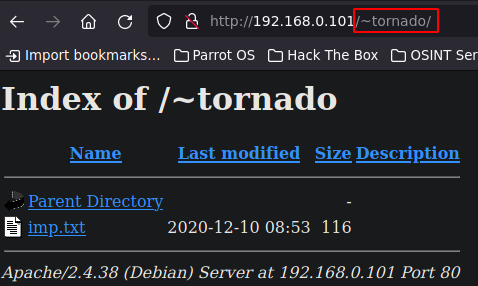 http://192.168.0.101/~tornado/
Import bookmarks... Parrot OS Hack The Box OSINT Ser
Index of /~tornado
Name Last modified Size Description
Parent Directory -
imp.txt 2020-12-10 08:53 116
Apache/2.4.38 (Debian) Server at 192.168.0.101 Port 80